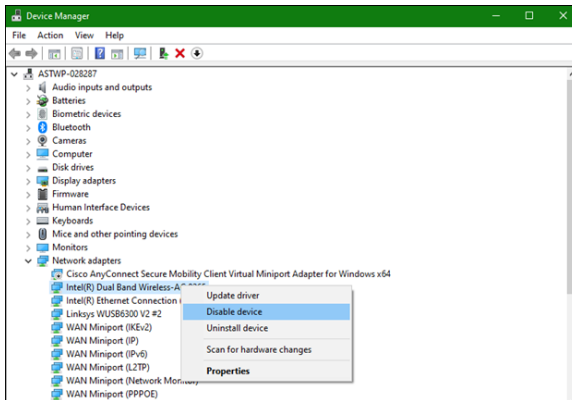 Device Manager
File Action View Help
ASTWP-028287
Audio inputs and outputs
Batteries
Biometric devices
Bluetooth
Cameras
Computer
Disk drives
Display adapters
Firmware
Human Interface Devices
Keyboards
Mice and other pointing devices
Monitors
Network adapters
Cisco AnyConnect Secure Mobility Client Virtual Miniport Adapter for Windows x64
Intel(R) Dual Band
Intel(R) Ethernet Connection
Linksys WUSB6300 V2 #2
WAN Miniport (IKEv2)
WAN Miniport (IP)
WAN Miniport (IPv6)
WAN Miniport (L2TP)
WAN Miniport (Network Monitor)
WAN Miniport (PPPOE)
Update driver
Disable device
Uninstall device
Scan for hardware changes
Properties